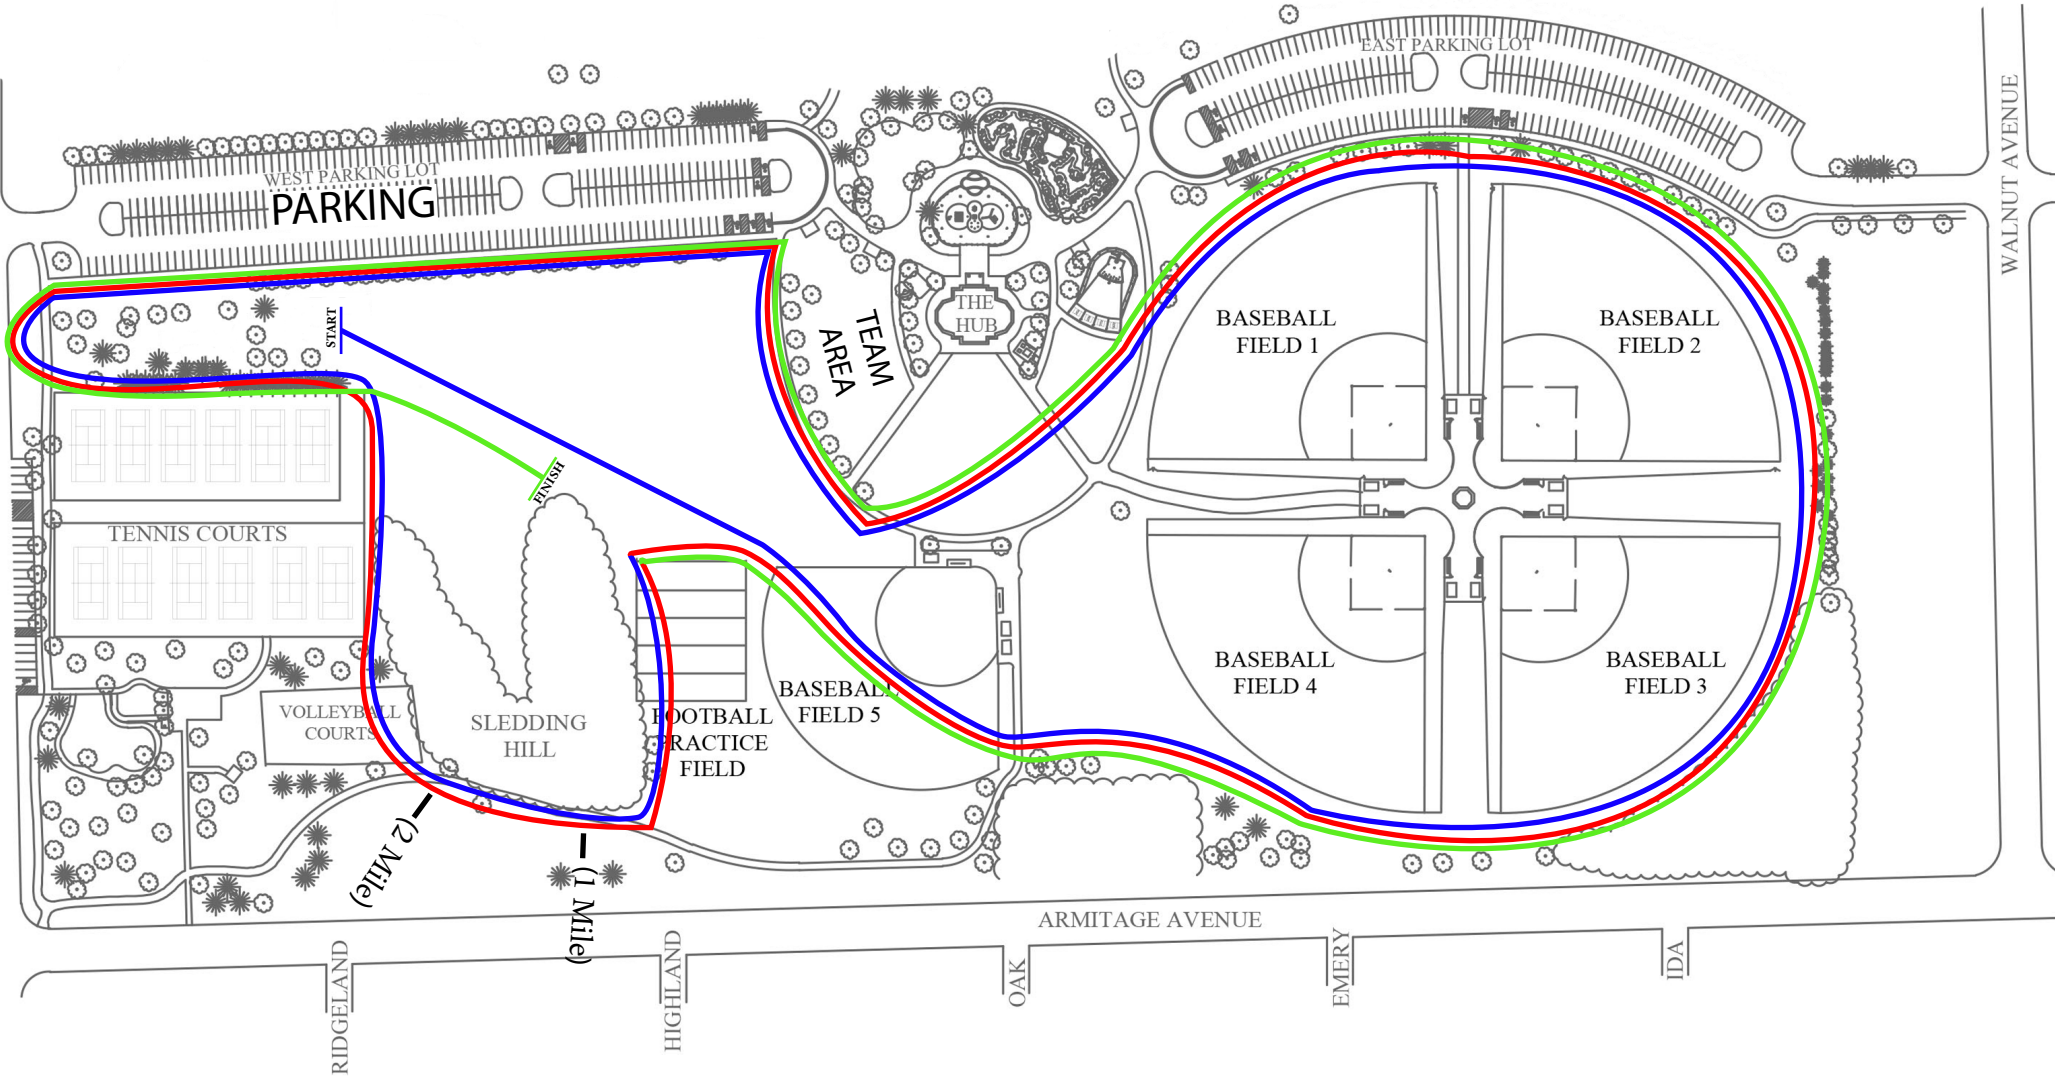 EAST PARKING LOT
WALNUT AVENUE
WEST PARKING LOT
PARKING
START
TEAM
AREA
THE
HUB
BASEBALL
FIELD 1
BASEBALL
FIELD 2
FINISH
TENNIS COURTS
BASEBALL
FIELD 4
BASEBALL
FIELD 3
VOLLEYBALL
COURTS
SLEDDING
HILL
FOOTBALL
PRACTICE
FIELD
BASEBALL
FIELD 5
(2 Mile)
(1 Mile)
ARMITAGE AVENUE
RIDGELAND
HIGHLAND
OAK
EMERY
IDA